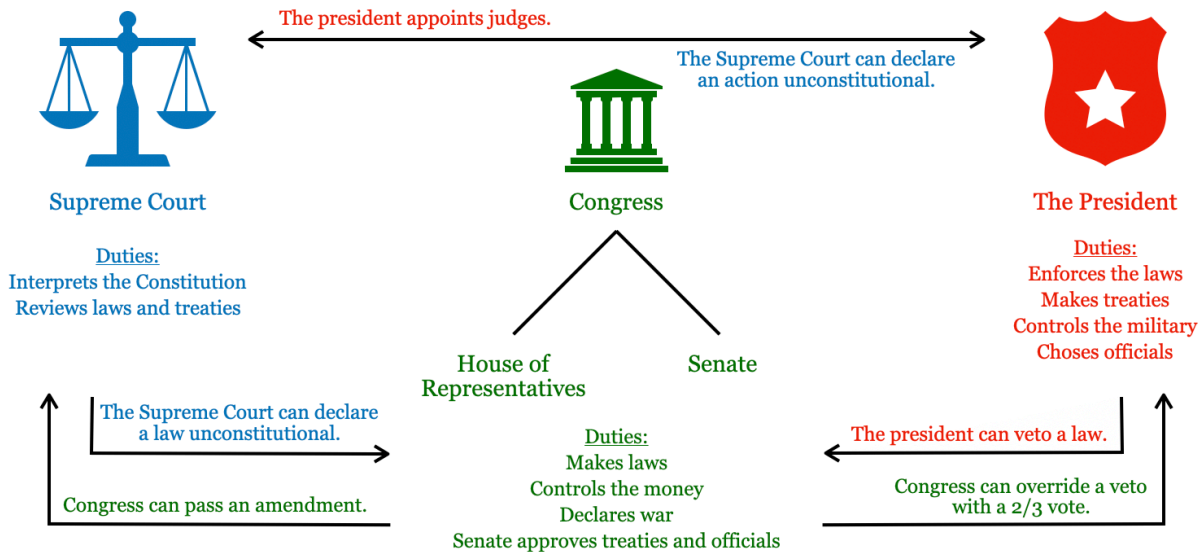 The president appoints judges.
The Supreme Court can declare
an action unconstitutional.
Supreme Court
Congress
The President
Duties:
Interprets the Constitution
Reviews laws and treaties
Duties:
Enforces the laws
Makes treaties
Controls the military
Choses officials
House of
Representatives
Senate
The Supreme Court can declare
a law unconstitutional.
Congress can pass an amendment.
Duties:
Makes laws
Controls the money
Declares war
Senate approves treaties and officials
The president can veto a law.
Congress can override a veto
with a 2/3 vote.